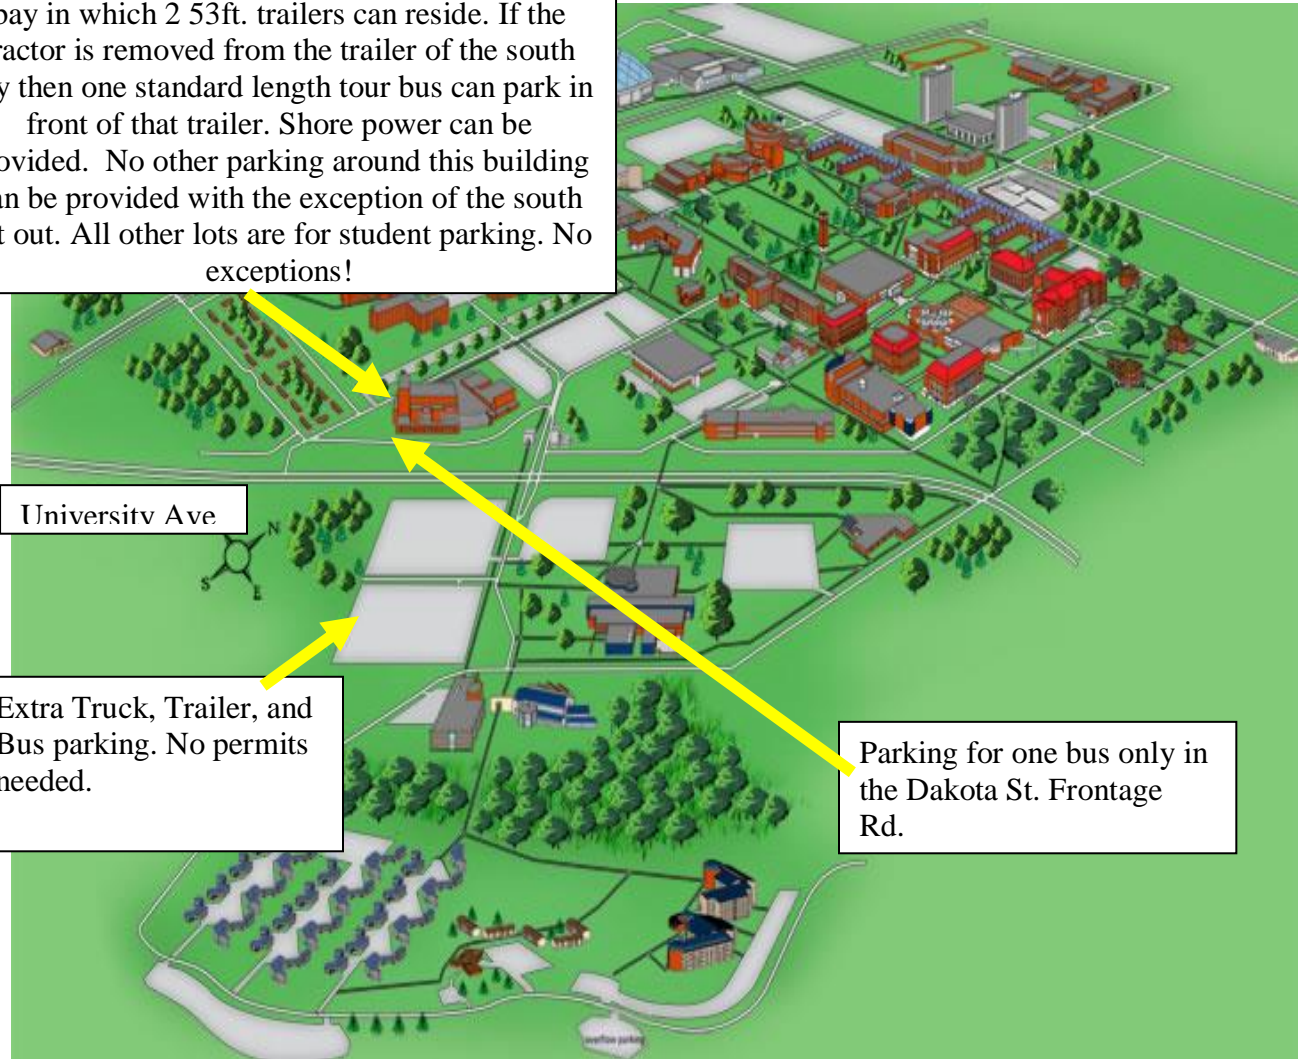 bay in which 2 53ft. trailers can reside. If the
ractor is removed from the trailer of the south
y then one standard length tour bus can park in
front of that trailer. Shore power can be
ovided.  No other parking around this building
an be provided with the exception of the south
t out. All other lots are for student parking. No
exceptions!
University Ave
N
S
E
Extra Truck, Trailer, and
Bus parking. No permits
needed.
Parking for one bus only in
the Dakota St. Frontage
Rd.
overflow parking